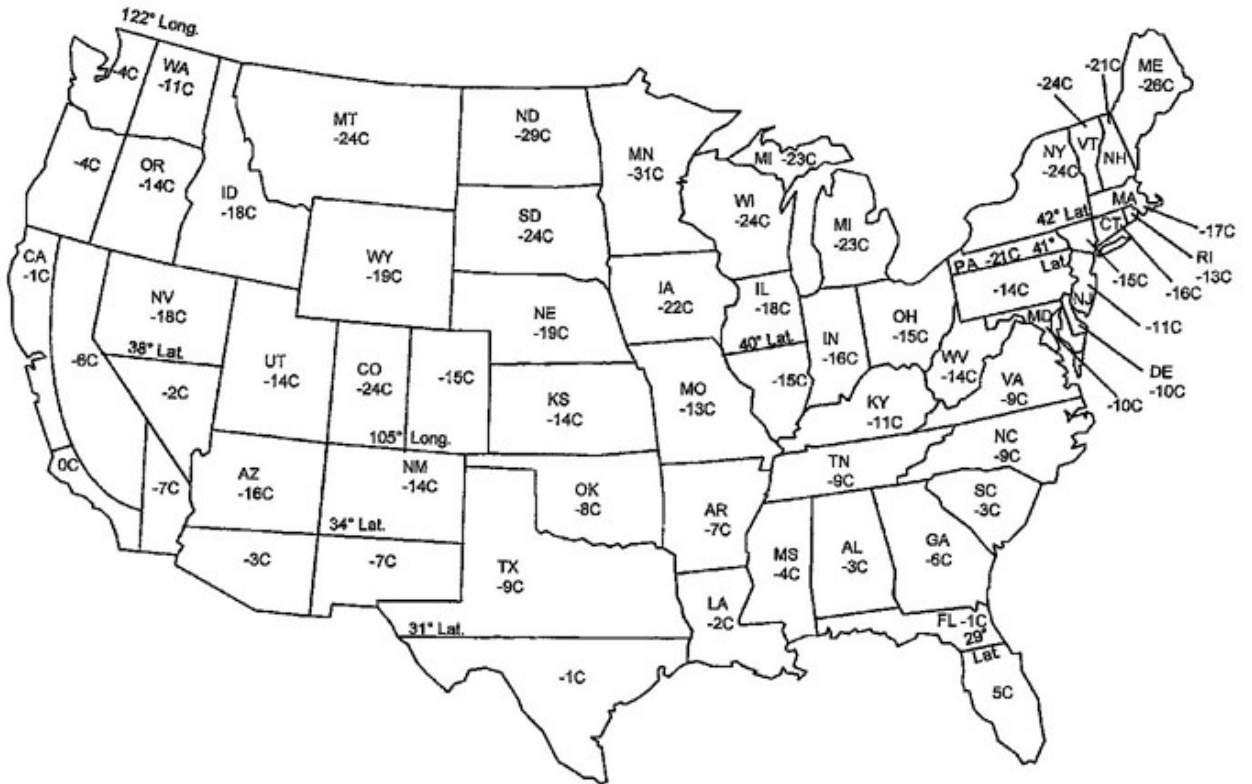 122° Long.
-4C
WA
-11C
-4C
OR
-14C
ID
-18C
MT
-24C
ND
-29C
MN
-31C
SD
-24C
WY
-19C
CA
-1C
-6C
0C
-7C
NV
-18C
38° Lat.
-2C
UT
-14C
CO
-24C
-15C
105° Long.
NE
-19C
KS
-14C
IA
-22C
WI
-24C
MI -23C
MI
-23C
IL
-18C
40° Lat.
-15C
IN
-16C
OH
-15C
MO
-13C
KY
-11C
WV
-14C
VA
-9C
AZ
-16C
-3C
NM
-14C
34° Lat.
-7C
OK
-8C
TX
-9C
31° Lat.
-1C
AR
-7C
LA
-2C
TN
-9C
NC
-9C
SC
-3C
MS
-4C
AL
-3C
GA
-6C
FL -1C
29°
Lat
5C
ME
-26C
-21C
-24C
VT
NH
NY
-24C
MA
42° Lat.
CT
-17C
RI
-13C
-16C
-15C
PA -21C 41°
Lat.
-14C
NJ
-11C
MD
DE
-10C
-10C